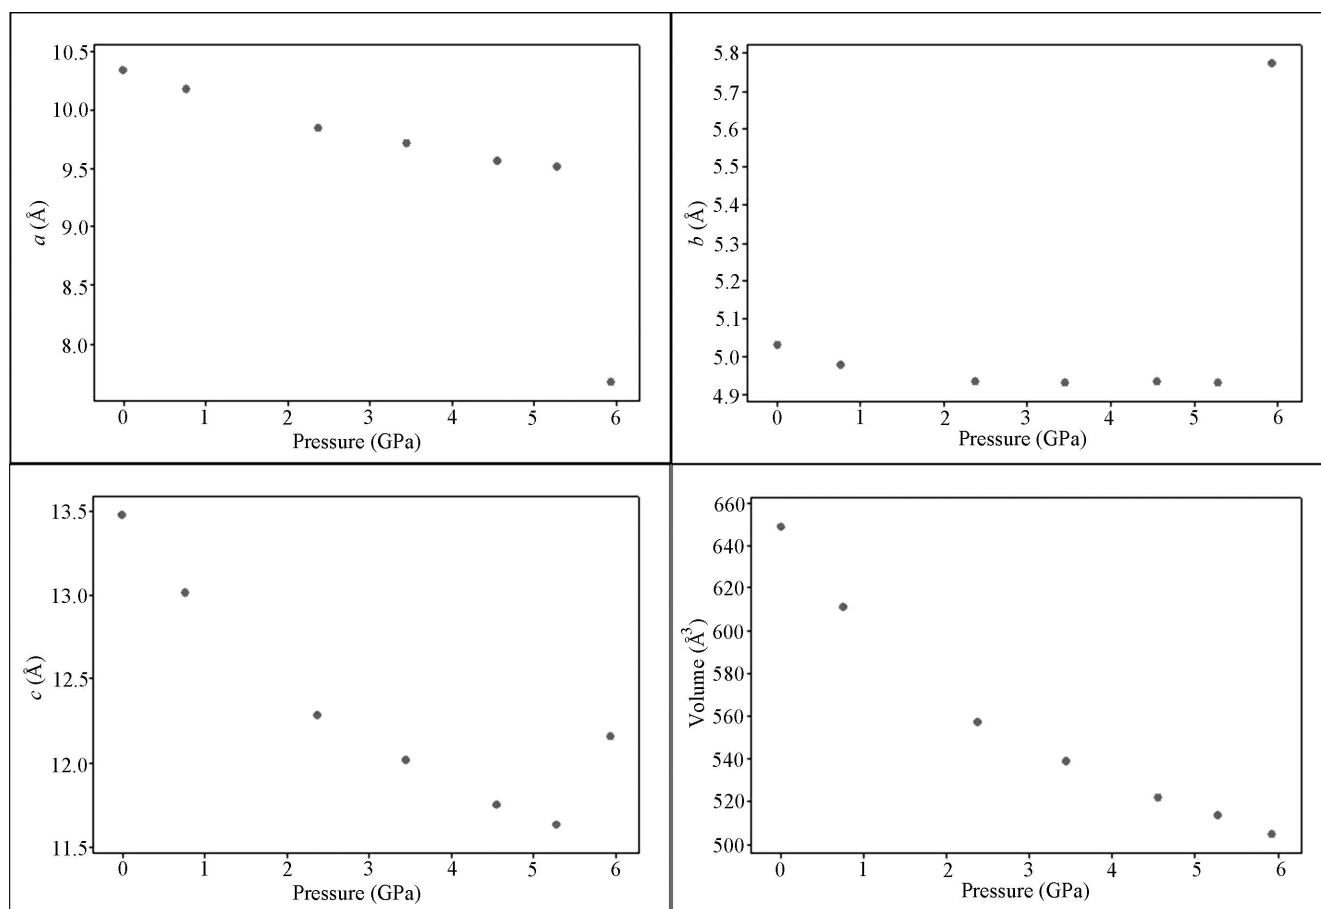 10.5
10.0
9.5
9.0
8.5
8.0
a (Å)
0 1 2 3 4 5 6
Pressure (GPa)
5.8
5.7
5.6
5.5
5.4
5.3
5.2
5.1
5.0
4.9
b (Å)
0 1 2 3 4 5 6
Pressure (GPa)
13.5
13.0
12.5
12.0
11.5
c (Å)
0 1 2 3 4 5 6
Pressure (GPa)
660
640
620
600
580
560
540
520
500
Volume (Å³)
0 1 2 3 4 5 6
Pressure (GPa)